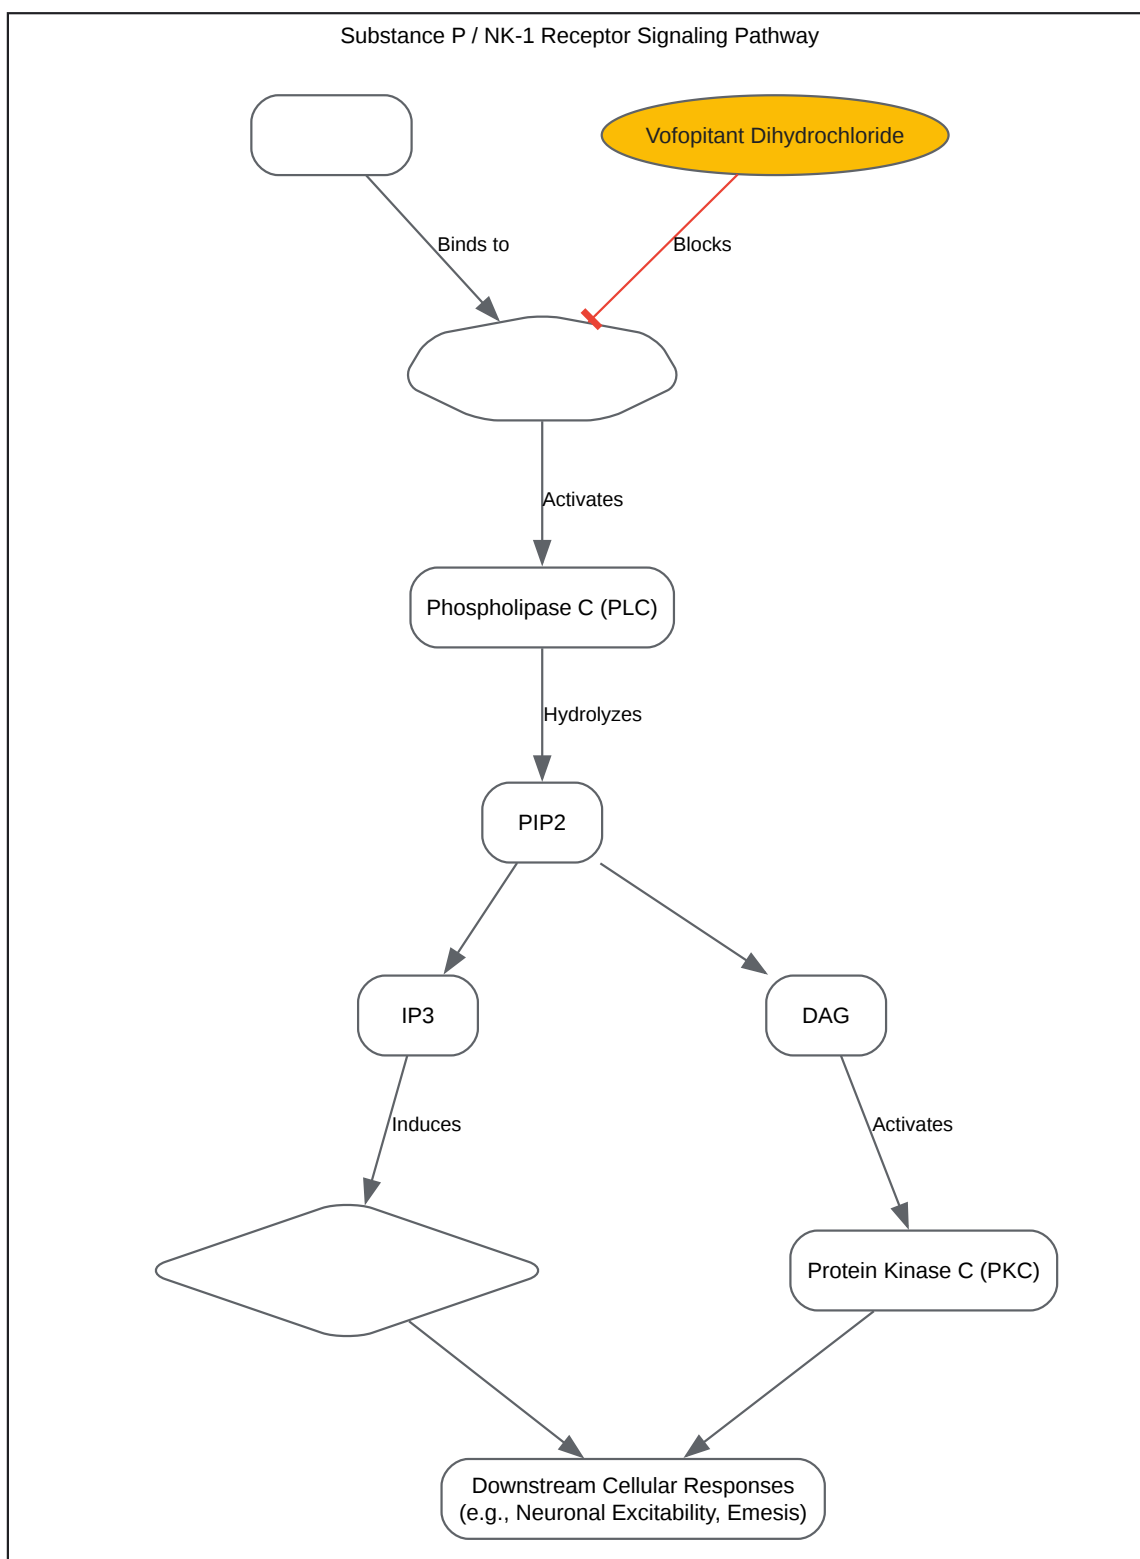 Substance P / NK-1 Receptor Signaling Pathway
Vofopitant Dihydrochloride
Binds to
Blocks
Activates
Phospholipase C (PLC)
Hydrolyzes
PIP2
IP3
DAG
Induces
Activates
Protein Kinase C (PKC)
Downstream Cellular Responses
(e.g., Neuronal Excitability, Emesis)